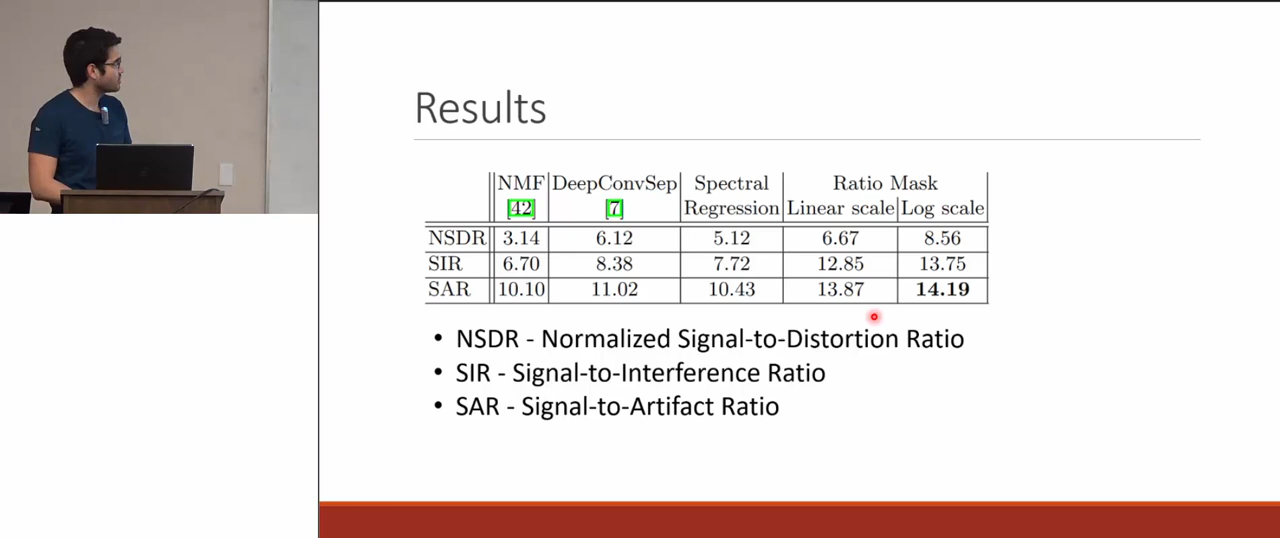 Results
NMF DeepConvSep Spectral Ratio Mask
[42] [7] Regression Linear scale Log scale
NSDR 3.14 6.12 5.12 6.67 8.56
SIR 6.70 8.38 7.72 12.85 13.75
SAR 10.10 11.02 10.43 13.87 14.19
• NSDR - Normalized Signal-to-Distortion Ratio
• SIR - Signal-to-Interference Ratio
• SAR - Signal-to-Artifact Ratio